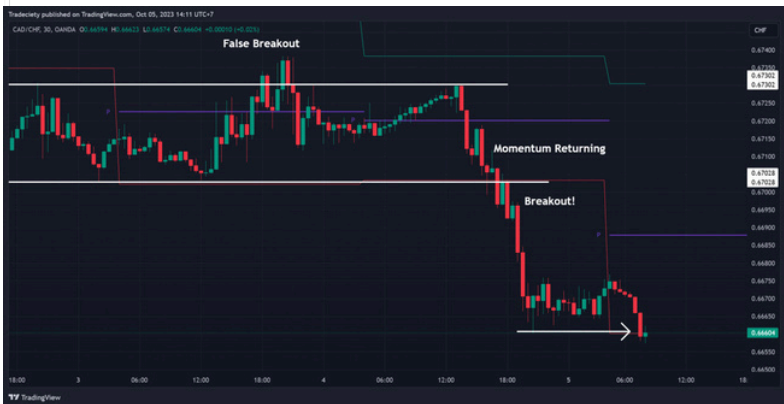 Tradeciety published on TradingView.com, Oct 05, 2023 14:11 UTC+7
CAD/CHF, 30, OANDA O0.66594 H0.66623 L0.66574 C0.66604 +0.00010 (+0.02%)
CHF
False Breakout
0.67400
0.67350
0.67302
0.67302
0.67200
0.67150
Momentum Returning
0.67100
0.67028
0.67028
0.67000
Breakout!
0.66950
0.66900
0.66850
0.66800
0.66750
0.66700
0.66650
0.66604
0.66550
0.66500
P
P
P
18:00 3 06:00 12:00 18:00 4 06:00 12:00 18:00 5 06:00 12:00 18:
TradingView